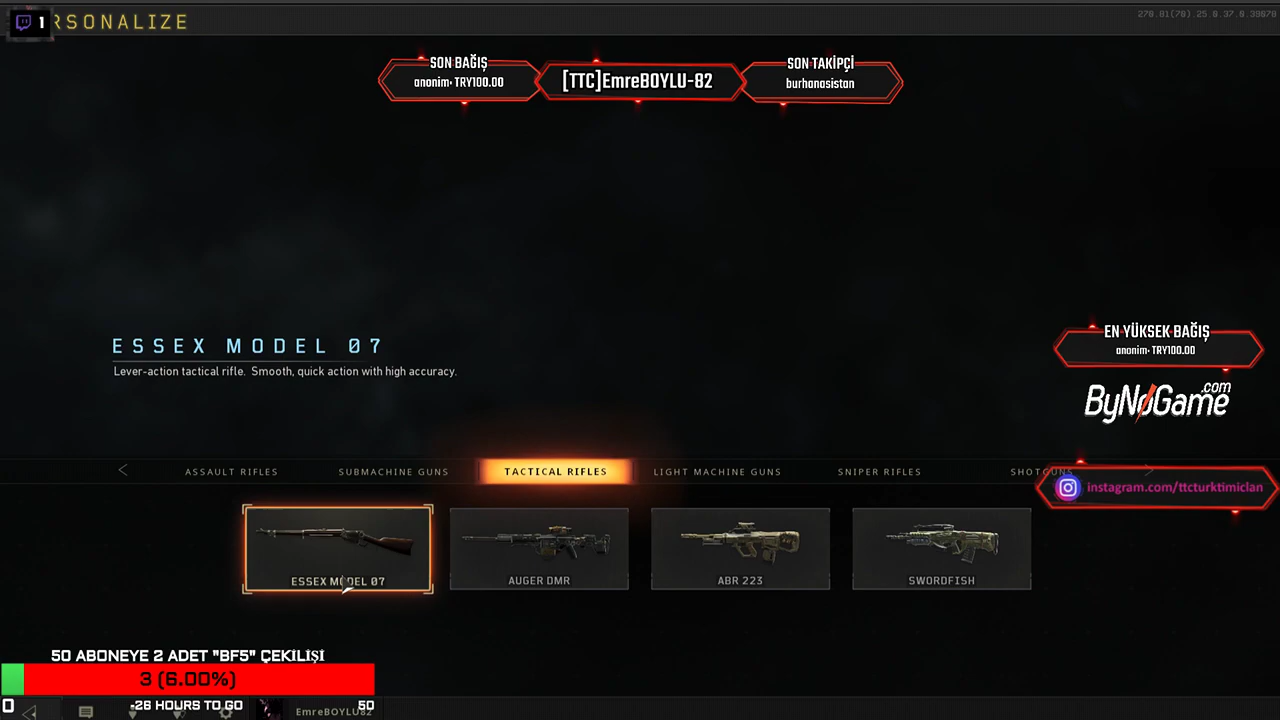 1
RSONALIZE
SON BAĞIŞ
anonim: TRY100.00
[TTC]EmreBOYLU-82
SON TAKİPÇİ
burhanasistan
ESSEX MODEL 07
Lever-action tactical rifle. Smooth, quick action with high accuracy.
EN YÜKSEK BAĞIŞ
anonim: TRY100.00
ByNoGame.com
ASSAULT RIFLES
SUBMACHINE GUNS
TACTICAL RIFLES
LIGHT MACHINE GUNS
SNIPER RIFLES
SHOTGUNS
instagram.com/ttcturktimiclan
ESSEX MODEL 07
AUGER DMR
ABR 223
SWORDFISH
50 ABONEYE 2 ADET "BF5" ÇEKİLİŞİ
3 (6.00%)
0
-26 HOURS TO GO
50
EmreBOYLU82